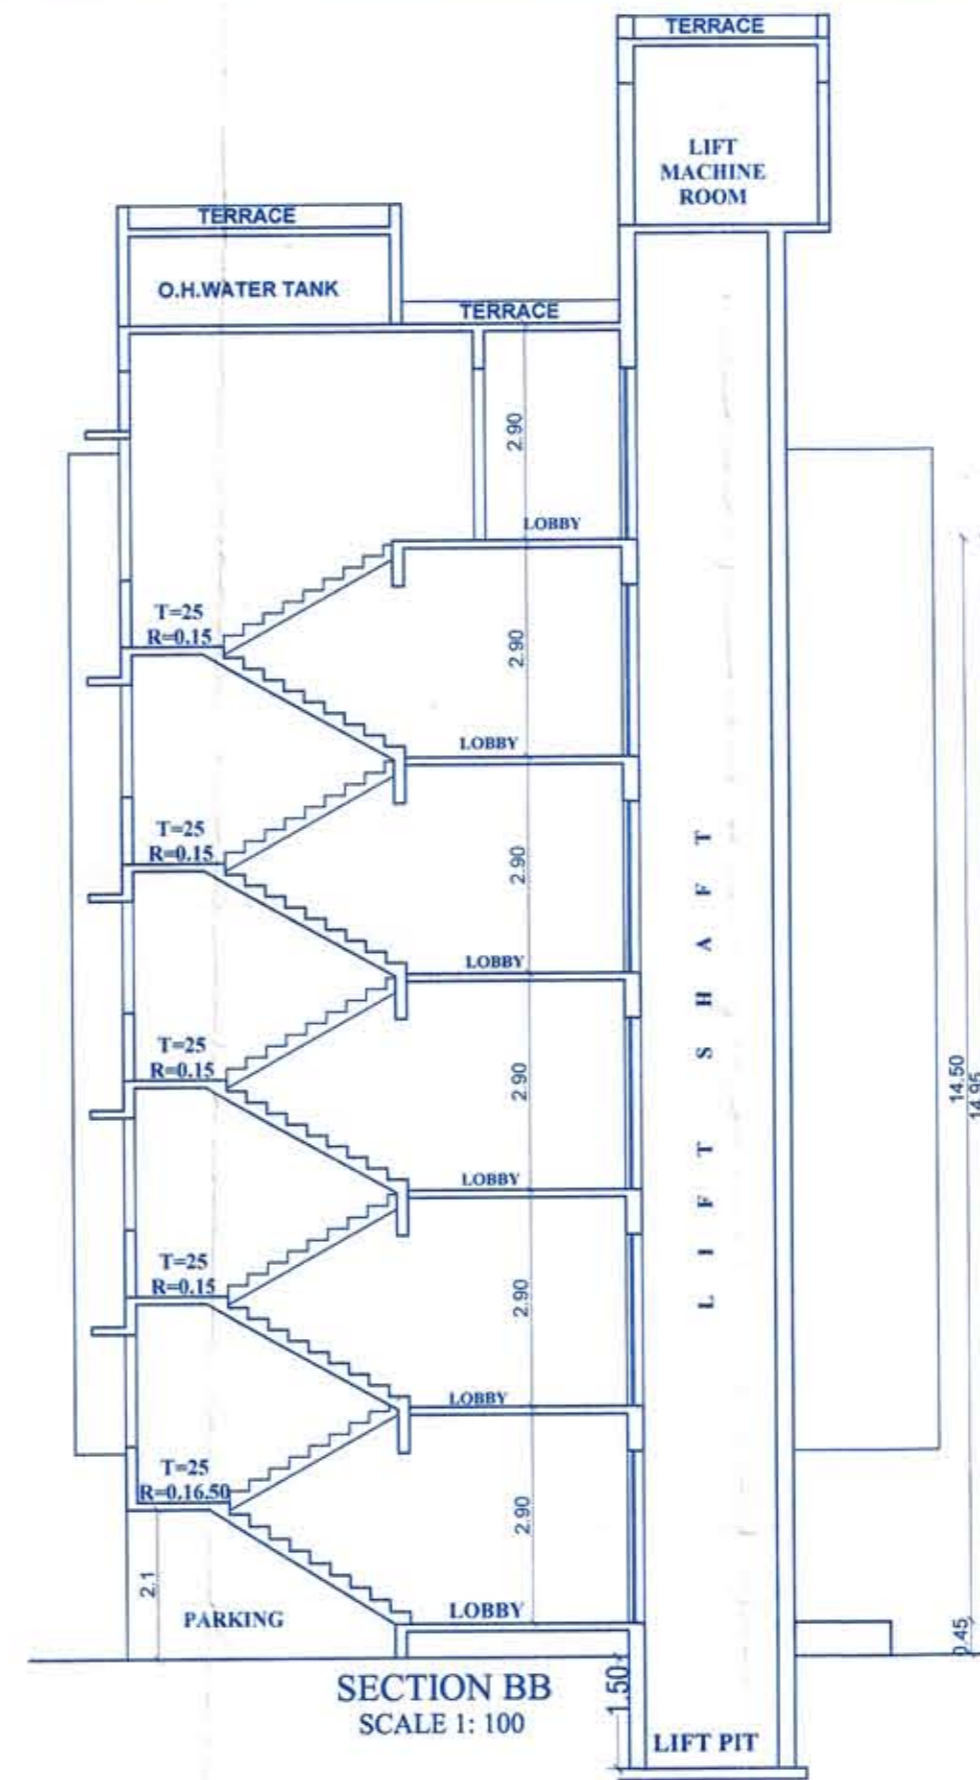 TERRACE
LIFT
MACHINE
ROOM
TERRACE
O.H.WATER TANK
TERRACE
2.90
LOBBY
T=25
R=0.15
2.90
LOBBY
T=25
R=0.15
2.90
LOBBY
T=25
R=0.15
2.90
LOBBY
T=25
R=0.15
2.90
LOBBY
T=25
R=0.16.50
2.90
LOBBY
2.1
PARKING
LIFT SHAFT
14.50
14.95
0.45
SECTION BB
SCALE 1: 100
1.50
LIFT PIT